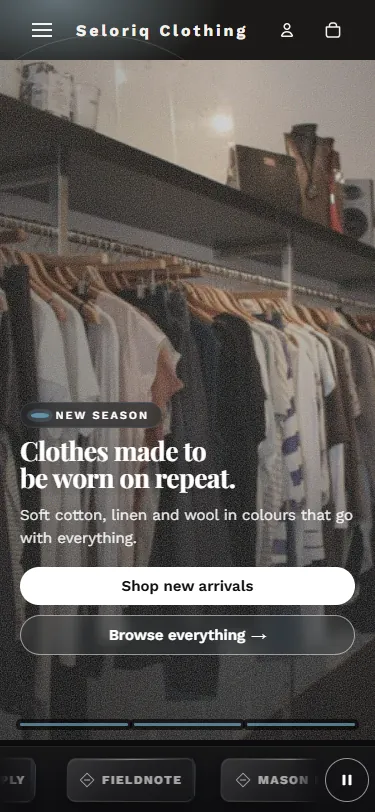 Seloriq Clothing
NEW SEASON
Clothes made to
be worn on repeat.
Soft cotton, linen and wool in colours that go
with everything.
Shop new arrivals
Browse everything →
PLY
FIELDNOTE
MASON